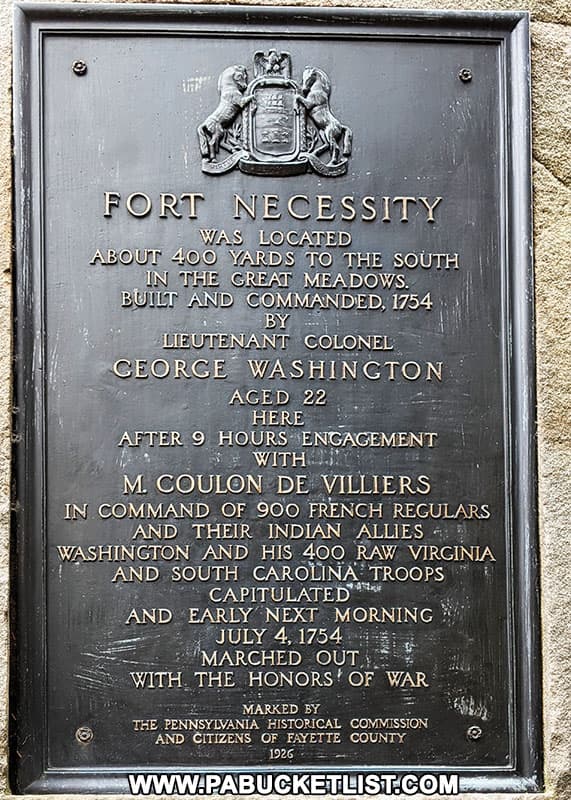 FORT NECESSITY
WAS LOCATED
ABOUT 400 YARDS TO THE SOUTH
IN THE GREAT MEADOWS.
BUILT AND COMMANDED, 1754
BY
LIEUTENANT COLONEL
GEORGE WASHINGTON
AGED 22
HERE
AFTER 9 HOURS ENGAGEMENT
WITH
M. COULON DE VILLIERS
IN COMMAND OF 900 FRENCH REGULARS
AND THEIR INDIAN ALLIES
WASHINGTON AND HIS 400 RAW VIRGINIA
AND SOUTH CAROLINA TROOPS
CAPITULATED
AND EARLY NEXT MORNING
JULY 4, 1754
MARCHED OUT
WITH THE HONORS OF WAR
MARKED BY
THE PENNSYLVANIA HISTORICAL COMMISSION
AND CITIZENS OF FAYETTE COUNTY
1926
WWW.PABUCKETLIST.COM